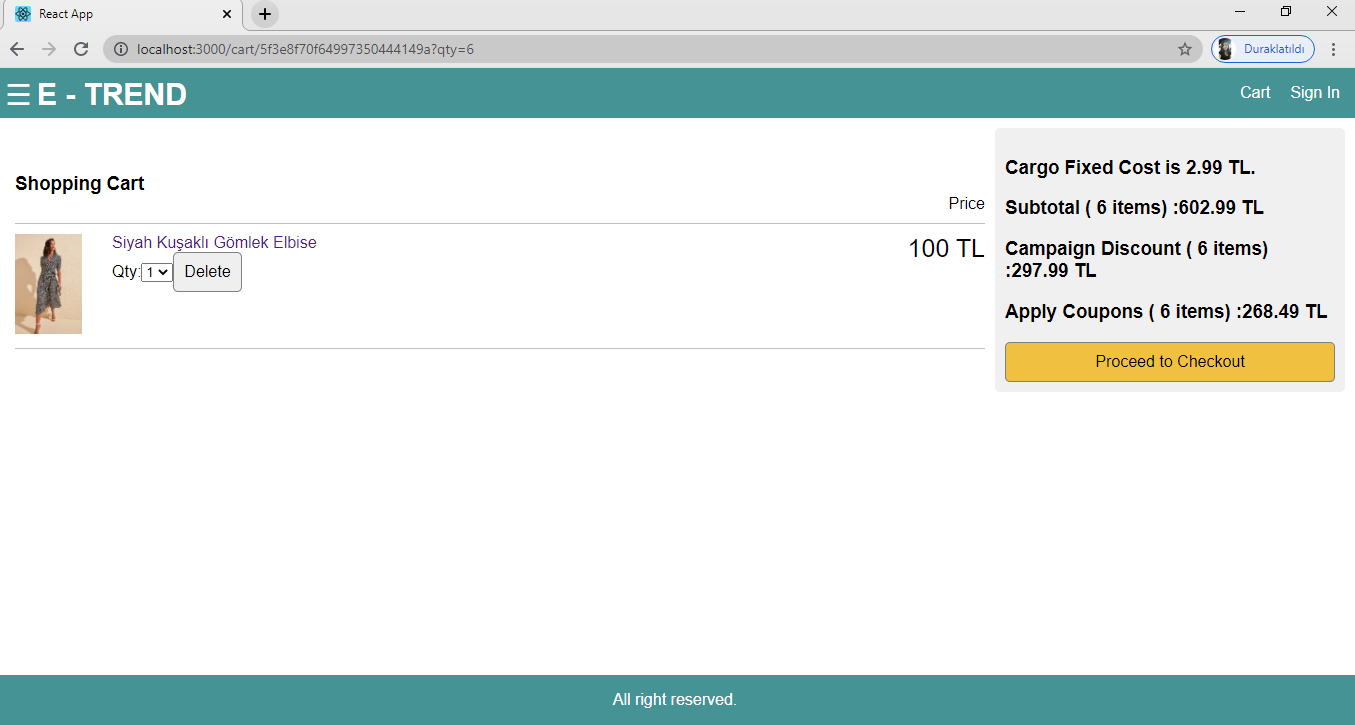 React App
localhost:3000/cart/5f3e8f70f64997350444149a?qty=6
Duraklatıldı
☰ E - TREND
Cart
Sign In
Shopping Cart
Price
Siyah Kuşaklı Gömlek Elbise
100 TL
Qty: 1 Delete
Cargo Fixed Cost is 2.99 TL.
Subtotal ( 6 items) :602.99 TL
Campaign Discount ( 6 items)
:297.99 TL
Apply Coupons ( 6 items) :268.49 TL
Proceed to Checkout
All right reserved.